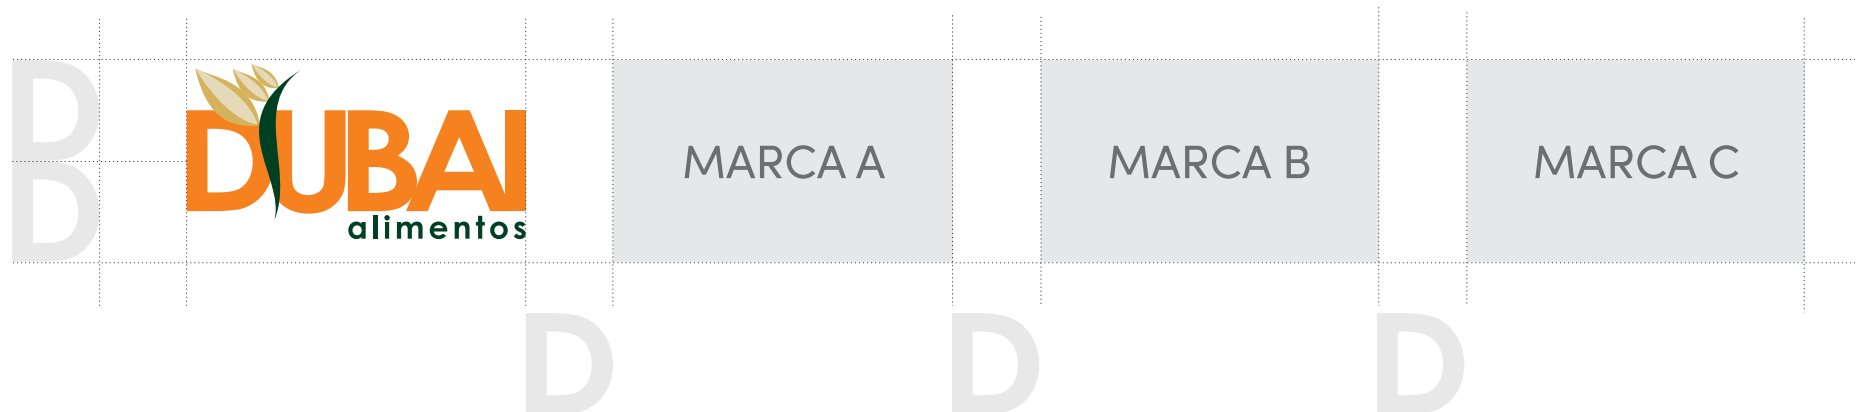 D
D
DUBAI
alimentos
MARCA A
MARCA B
MARCA C
D
D
D